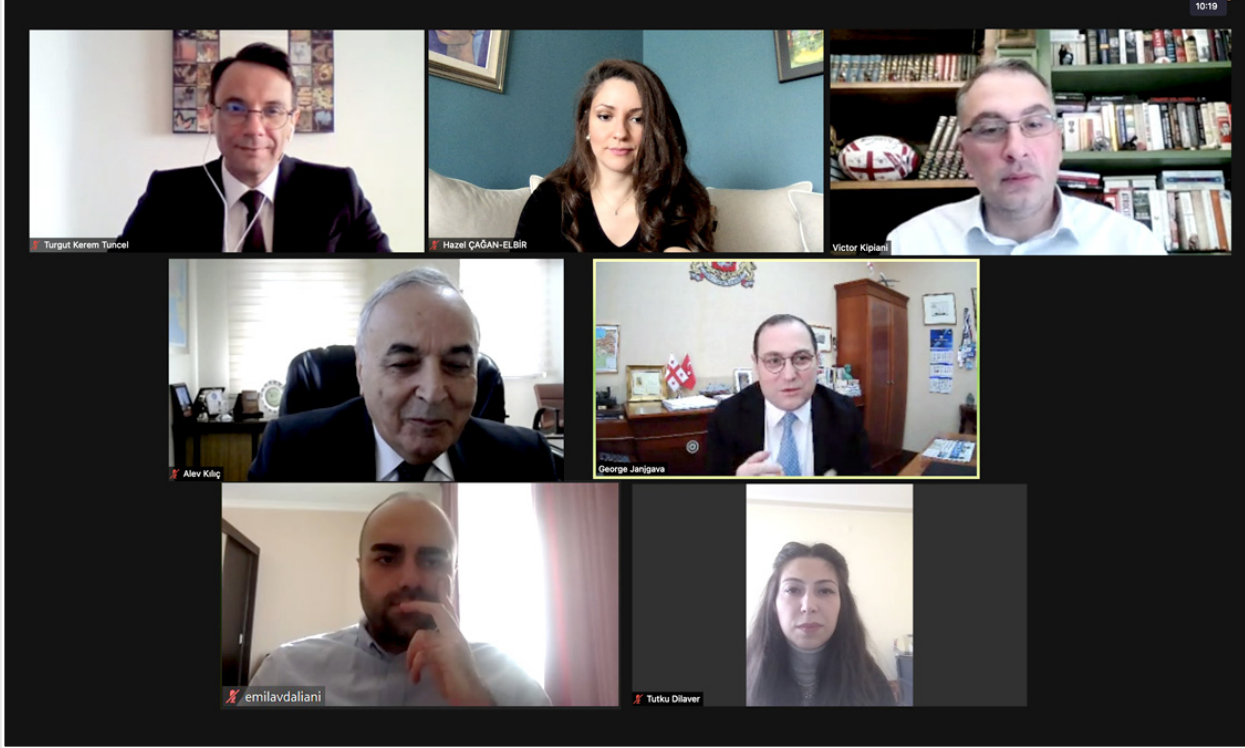 10:19
Turgut Kerem Tuncel
Hazel ÇAĞAN-ELBİR
Victor Kipiani
Alev Kılıç
George Janjgava
emilavdaliani
Tutku Dilaver